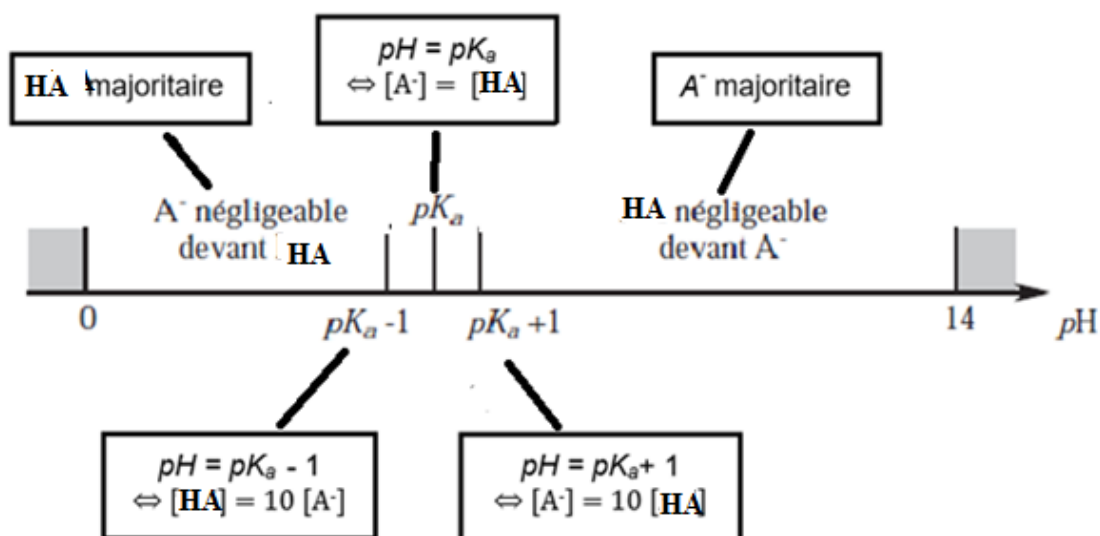 HA majoritaire
pH = pKa
⇔ [A-] = [HA]
A- majoritaire
A- négligeable
devant HA
pKa
HA négligeable
devant A-
0
pKa -1
pKa +1
14
pH
pH = pKa - 1
⇔ [HA] = 10 [A-]
pH = pKa+ 1
⇔ [A-] = 10 [HA]